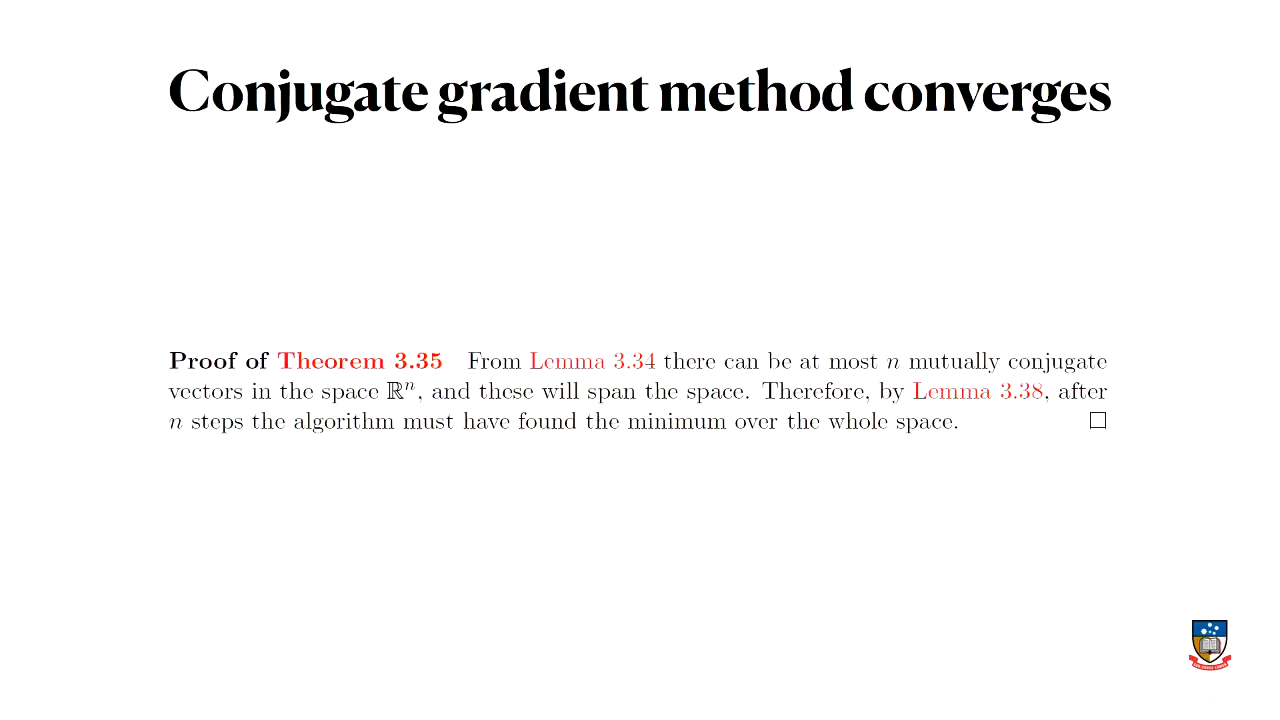 Conjugate gradient method converges
Proof of Theorem 3.35 From Lemma 3.34 there can be at most n mutually conjugate
vectors in the space ℝⁿ, and these will span the space. Therefore, by Lemma 3.38, after
n steps the algorithm must have found the minimum over the whole space. □